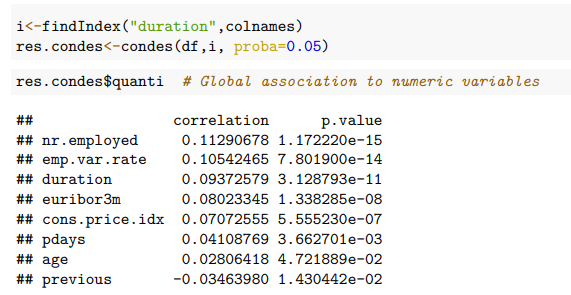 i<-findIndex("duration",colnames)
res.condes<-condes(df,i, proba=0.05)
res.condes$quanti  # Global association to numeric variables
##                correlation      p.value
## nr.employed     0.11290678 1.172220e-15
## emp.var.rate    0.10542465 7.801900e-14
## duration        0.09372579 3.128793e-11
## euribor3m       0.08023345 1.338285e-08
## cons.price.idx  0.07072555 5.555230e-07
## pdays           0.04108769 3.662701e-03
## age             0.02806418 4.721889e-02
## previous       -0.03463980 1.430442e-02